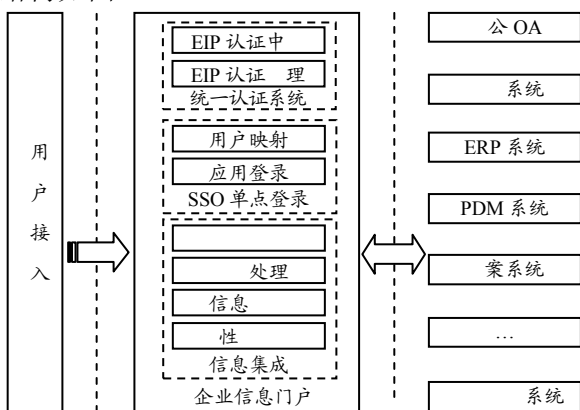 用户接入
EIP 认证中
EIP 认证 理
统一认证系统
用户映射
应用登录
SSO 单点登录
处理
信息
性
信息集成
企业信息门户
公 OA
系统
ERP 系统
PDM 系统
案系统
…
系统